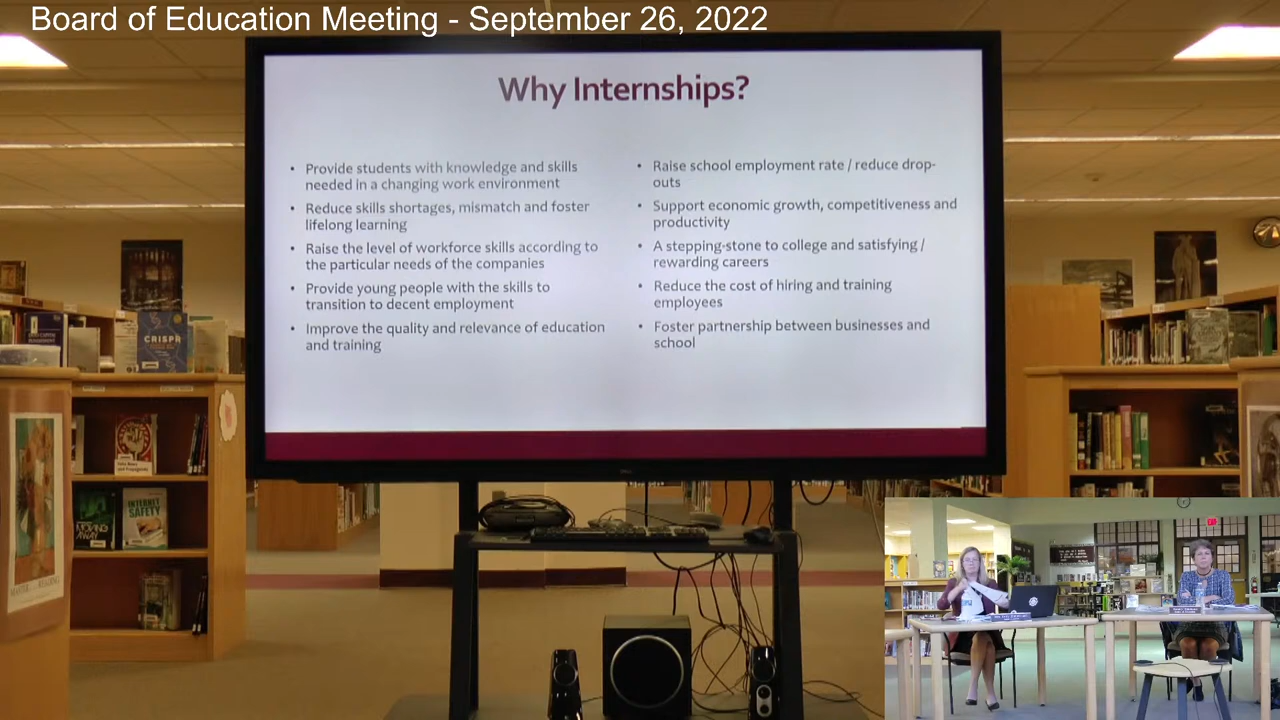 Board of Education Meeting - September 26, 2022
Why Internships?
• Provide students with knowledge and skills
needed in a changing work environment
• Reduce skills shortages, mismatch and foster
lifelong learning
• Raise the level of workforce skills according to
the particular needs of the companies
• Provide young people with the skills to
transition to decent employment
• Improve the quality and relevance of education
and training
• Raise school employment rate / reduce drop-
outs
• Support economic growth, competitiveness and
productivity
• A stepping-stone to college and satisfying /
rewarding careers
• Reduce the cost of hiring and training
employees
• Foster partnership between businesses and
school
CRISPR
INTERNET
SAFETY
MOVING
AWAY